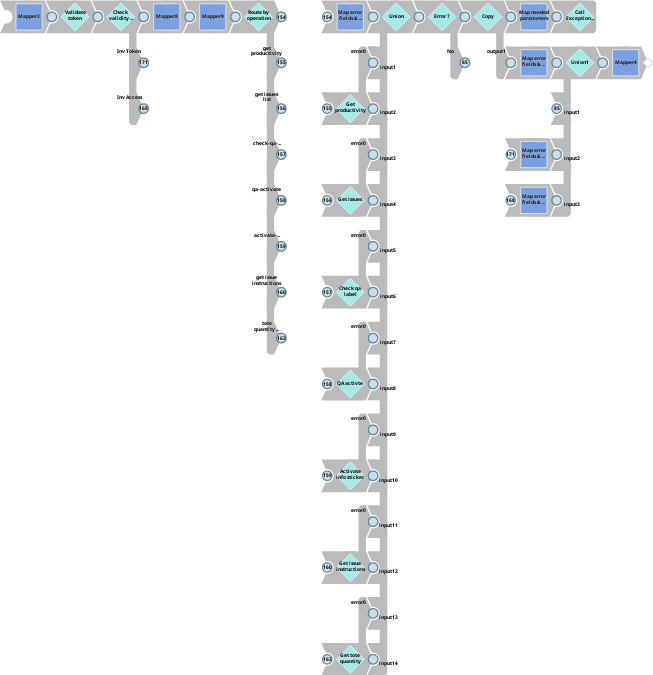 Mapper3
Validate
token
Check
validity ...
Mapper8
Mapper9
Route by
operation
154
154
Map error
fields & ...
Union
Error ?
Copy
Map needed
parameters
Call
Exception...
Inv Token
171
Inv Access
168
get
productivity
155
get issues
list
156
check-qa-...
157
qa-activate
158
activate-...
159
get issue
instructions
160
tote
quantity ...
163
error0
input1
155
Get
productivity
input2
error0
input3
156
Get issues
input4
error0
input5
157
Check qa
label
input6
error0
input7
158
QA activte
input8
error0
input9
159
Activate
info sticker
input10
error0
input11
160
Get issue
instructions
input12
error0
input13
163
Get tote
quantity
input14
No
85
output1
Map error
fields & ...
Union1
Mapper4
85
input1
171
Map error
fields & ...
input2
168
Map error
fields & ...
input3